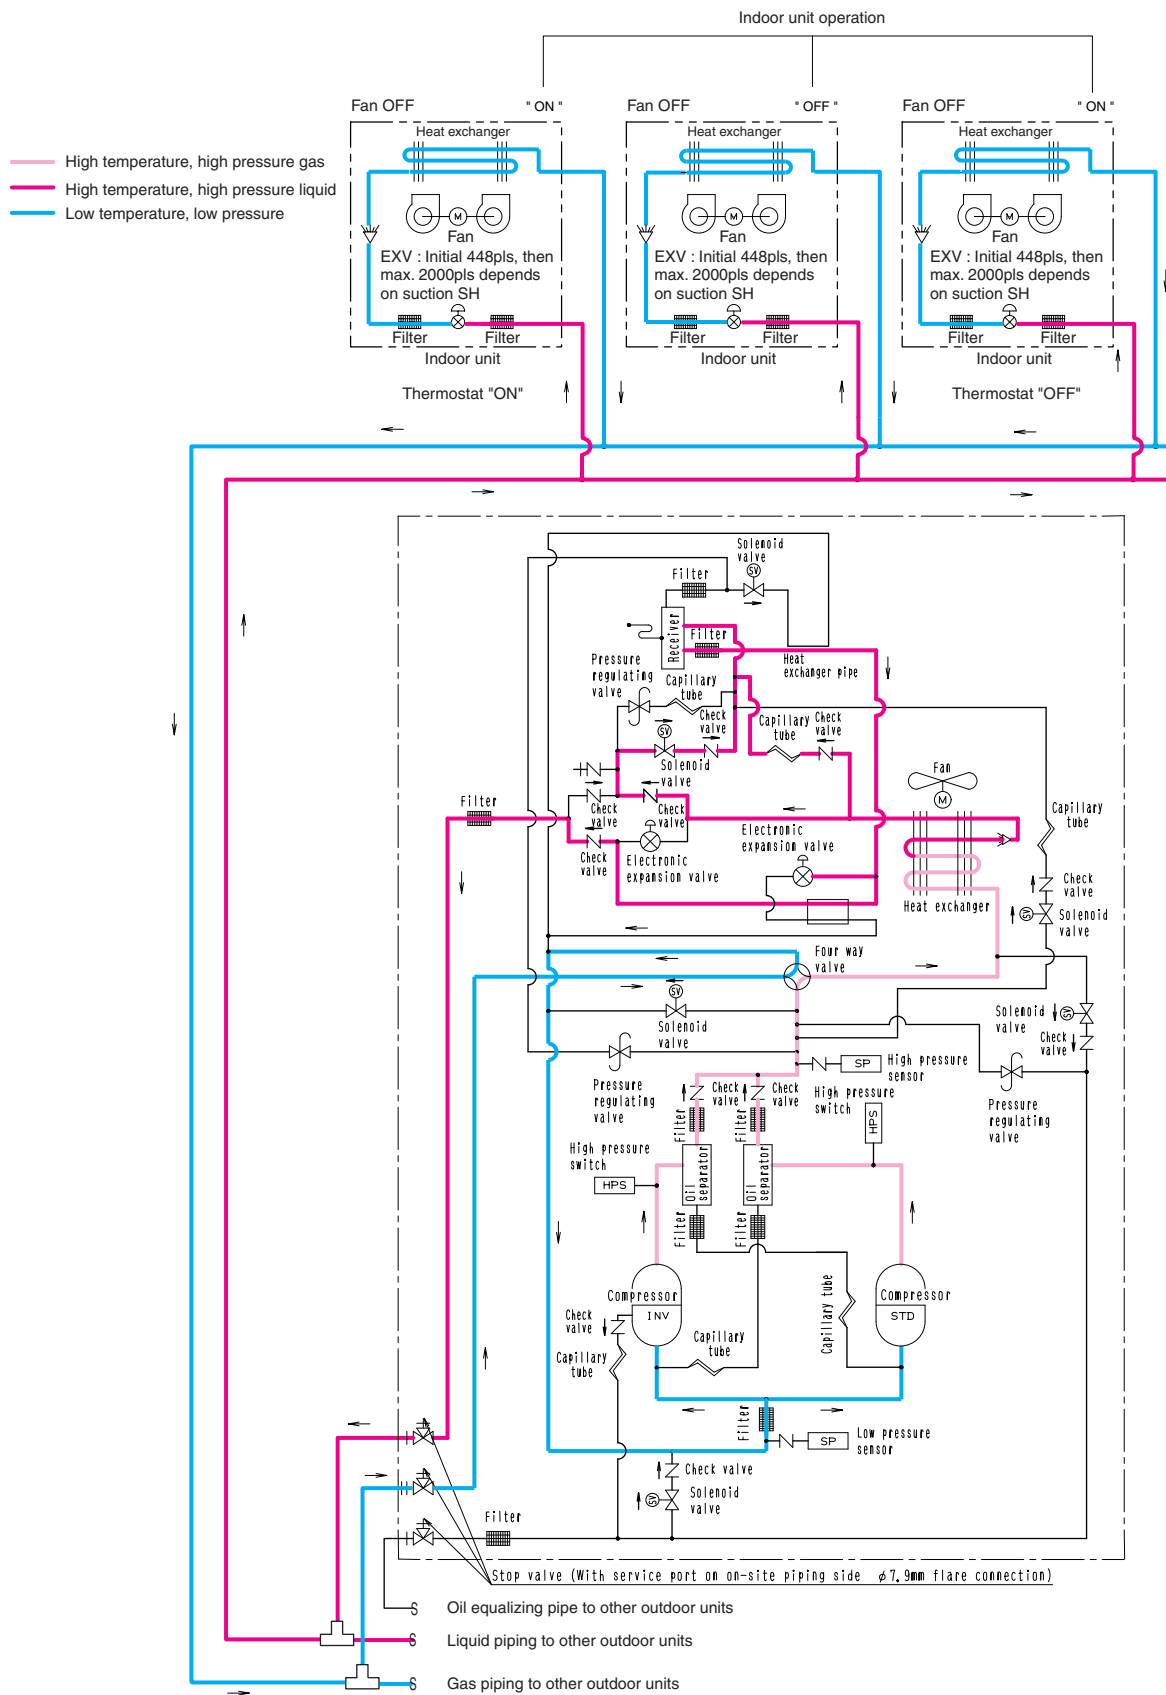 Indoor unit operation
Fan OFF
" ON "
Fan OFF
" OFF "
Fan OFF
" ON "
High temperature, high pressure gas
High temperature, high pressure liquid
Low temperature, low pressure
Heat exchanger
M
Fan
EXV : Initial 448pls, then
max. 2000pls depends
on suction SH
Filter
Filter
Indoor unit
Heat exchanger
M
Fan
EXV : Initial 448pls, then
max. 2000pls depends
on suction SH
Filter
Filter
Indoor unit
Heat exchanger
M
Fan
EXV : Initial 448pls, then
max. 2000pls depends
on suction SH
Filter
Filter
Indoor unit
Thermostat "ON"
Thermostat "OFF"
Solenoid
valve
SV
Filter
Receiver
Filter
Heat
exchanger pipe
Pressure
regulating
valve
Capillary
tube
Check
valve
SV
Solenoid
valve
Capillary
tube
Check
valve
Fan
M
Filter
Check
valve
Check
valve
Check
valve
Electronic
expansion valve
Electronic
expansion valve
Capillary
tube
Check
valve
SV
Solenoid
valve
Heat exchanger
Four way
valve
SV
Solenoid
valve
Solenoid
valve
SV
Check
valve
Pressure
regulating
valve
SP
High pressure
sensor
Pressure
regulating
valve
Check
valve
Check
valve
High pressure
switch
HPS
Filter
Filter
High pressure
switch
HPS
Oil
separator
Oil
separator
Filter
Filter
Compressor
INV
Compressor
STD
Check
valve
Capillary
tube
Capillary
tube
Capillary tube
Filter
SP
Low pressure
sensor
Check valve
SV
Solenoid
valve
Filter
Stop valve (With service port on on-site piping side φ7.9mm flare connection)
S
Oil equalizing pipe to other outdoor units
S
Liquid piping to other outdoor units
S
Gas piping to other outdoor units